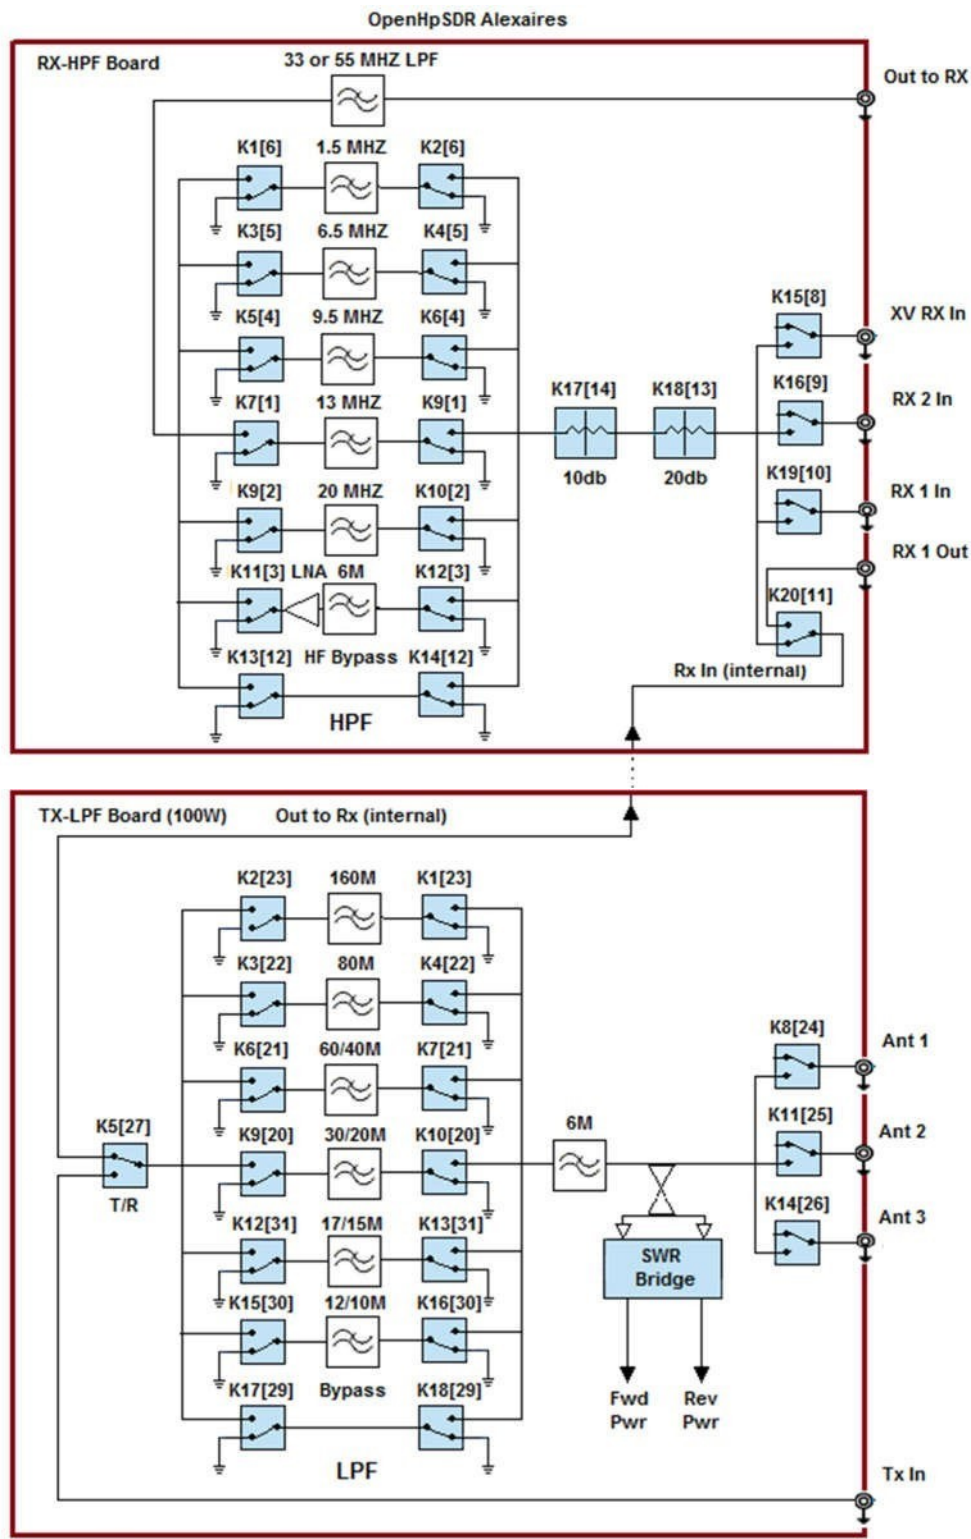 OpenHpSDR Alexaires
RX-HPF Board
33 or 55 MHZ LPF
Out to RX
K1[6] 1.5 MHZ K2[6]
K3[5] 6.5 MHZ K4[5]
K15[8]
XV RX In
K5[4] 9.5 MHZ K6[4]
K16[9]
RX 2 In
K7[1] 13 MHZ K9[1]
K17[14] K18[13]
10db 20db
K19[10]
RX 1 In
K9[2] 20 MHZ K10[2]
RX 1 Out
K11[3] LNA 6M K12[3]
K20[11]
K13[12] HF Bypass K14[12]
Rx In (internal)
HPF
TX-LPF Board (100W) Out to Rx (internal)
K2[23] 160M K1[23]
K3[22] 80M K4[22]
K8[24]
Ant 1
K6[21] 60/40M K7[21]
K5[27]
T/R
K9[20] 30/20M K10[20]
6M
K11[25]
Ant 2
K12[31] 17/15M K13[31]
K14[26]
Ant 3
SWR
Bridge
K15[30] 12/10M K16[30]
K17[29] Bypass K18[29]
Fwd
Pwr
Rev
Pwr
LPF
Tx In